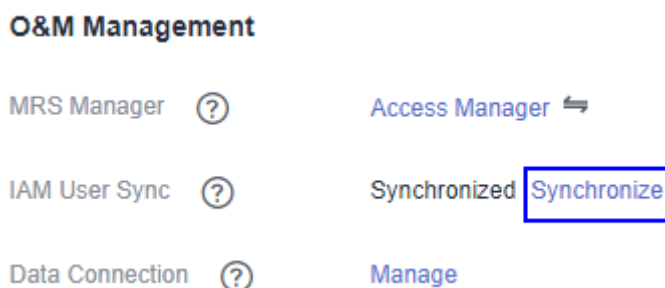 O&M Management
MRS Manager ? Access Manager ⇋
IAM User Sync ? Synchronized Synchronize
Data Connection ? Manage